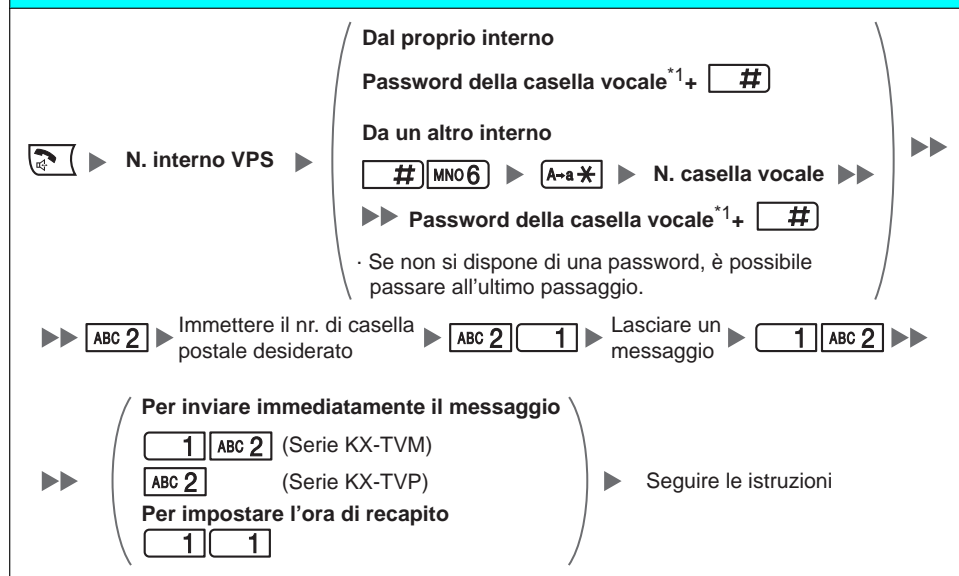 Dal proprio interno
Password della casella vocale*1+ #
Da un altro interno
N. interno VPS
# MNO 6 A→a * N. casella vocale
Password della casella vocale*1+ #
· Se non si dispone di una password, è possibile
passare all'ultimo passaggio.
ABC 2 Immettere il nr. di casella
postale desiderato
ABC 2 1 Lasciare un
messaggio
1 ABC 2
Per inviare immediatamente il messaggio
1 ABC 2 (Serie KX-TVM)
ABC 2 (Serie KX-TVP)
Per impostare l'ora di recapito
1 1
Seguire le istruzioni